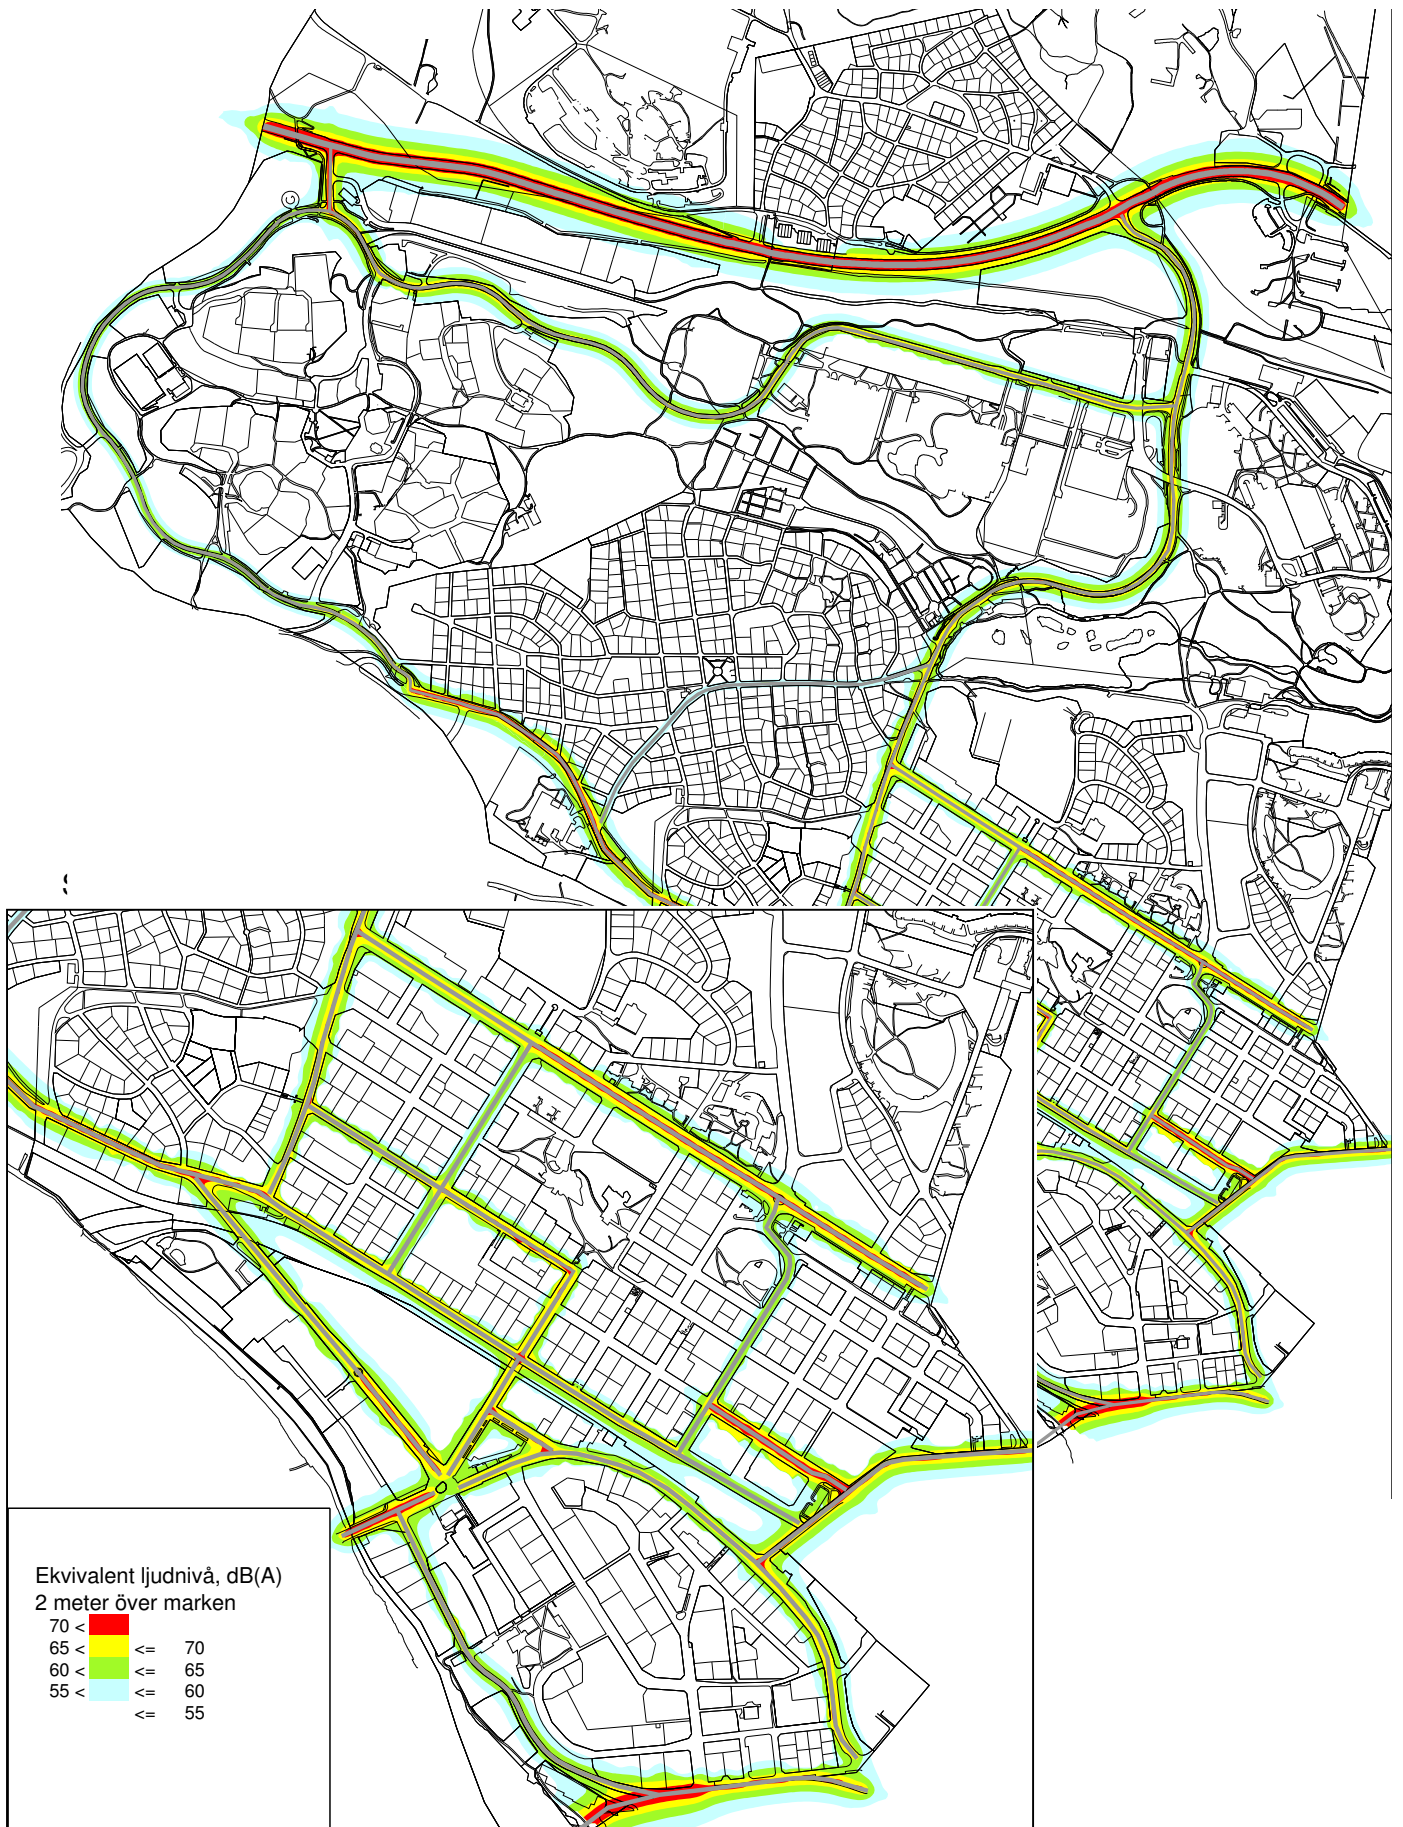 Ekvivalent ljudnivå, dB(A)
2 meter över marken
70 <
65 < <= 70
60 < <= 65
55 < <= 60
<= 55